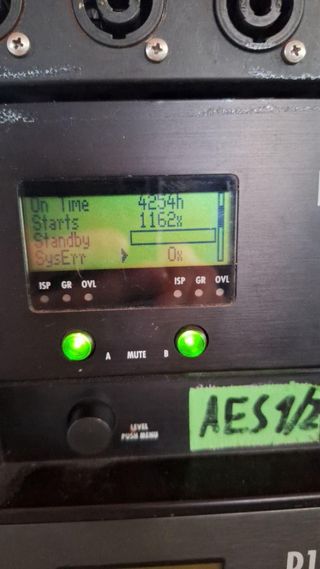 On Time 4254h
Starts 1162x
Standby
SysErr 0x
ISP GR OVL ISP GR OVL
A MUTE B
LEVEL
PUSH MENU
AES 1/2